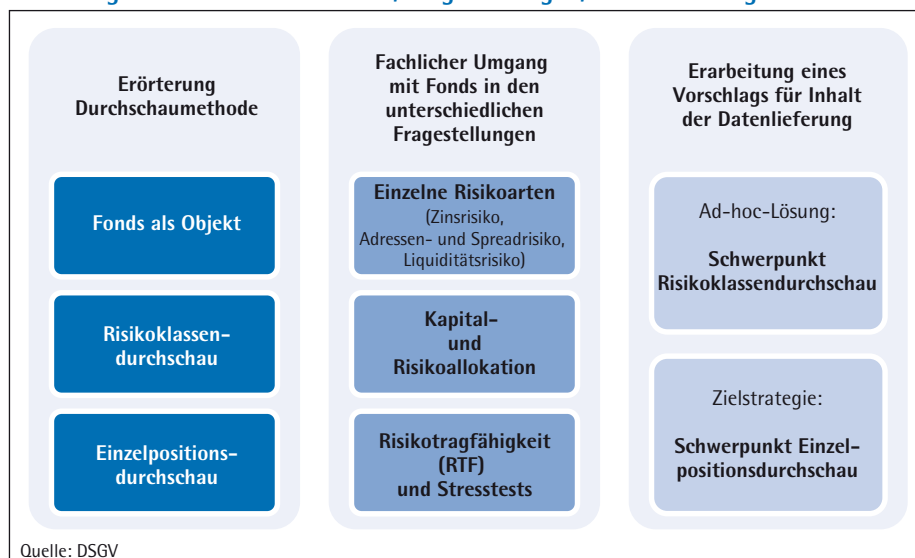 Erörterung
Durchschaumethode
Fonds als Objekt
Risikoklassen-
durchschau
Einzelpositions-
durchschau
Fachlicher Umgang
mit Fonds in den
unterschiedlichen
Fragestellungen
Einzelne Risikoarten
(Zinsrisiko,
Adressen- und Spreadrisiko,
Liquiditätsrisiko)
Kapital-
und
Risikoallokation
Risikotragfähigkeit
(RTF)
und Stresstests
Erarbeitung eines
Vorschlags für Inhalt
der Datenlieferung
Ad-hoc-Lösung:
Schwerpunkt
Risikoklassendurchschau
Zielstrategie:
Schwerpunkt Einzel-
positionsdurchschau
Quelle: DSGV